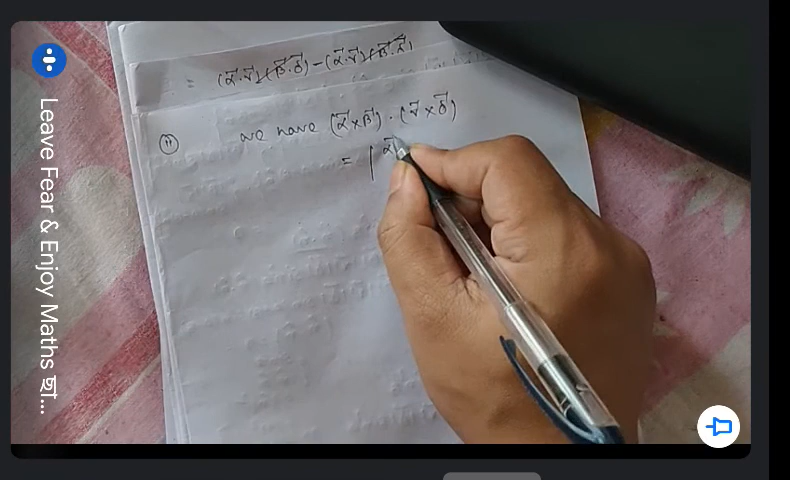 = (α⃗.γ⃗)(β⃗.δ⃗) - (α⃗.γ⃗)(β⃗.δ⃗)
(ii) we have (α⃗ x β⃗) . (γ⃗ x δ⃗)
= | α⃗
Leave Fear & Enjoy Maths ছা...